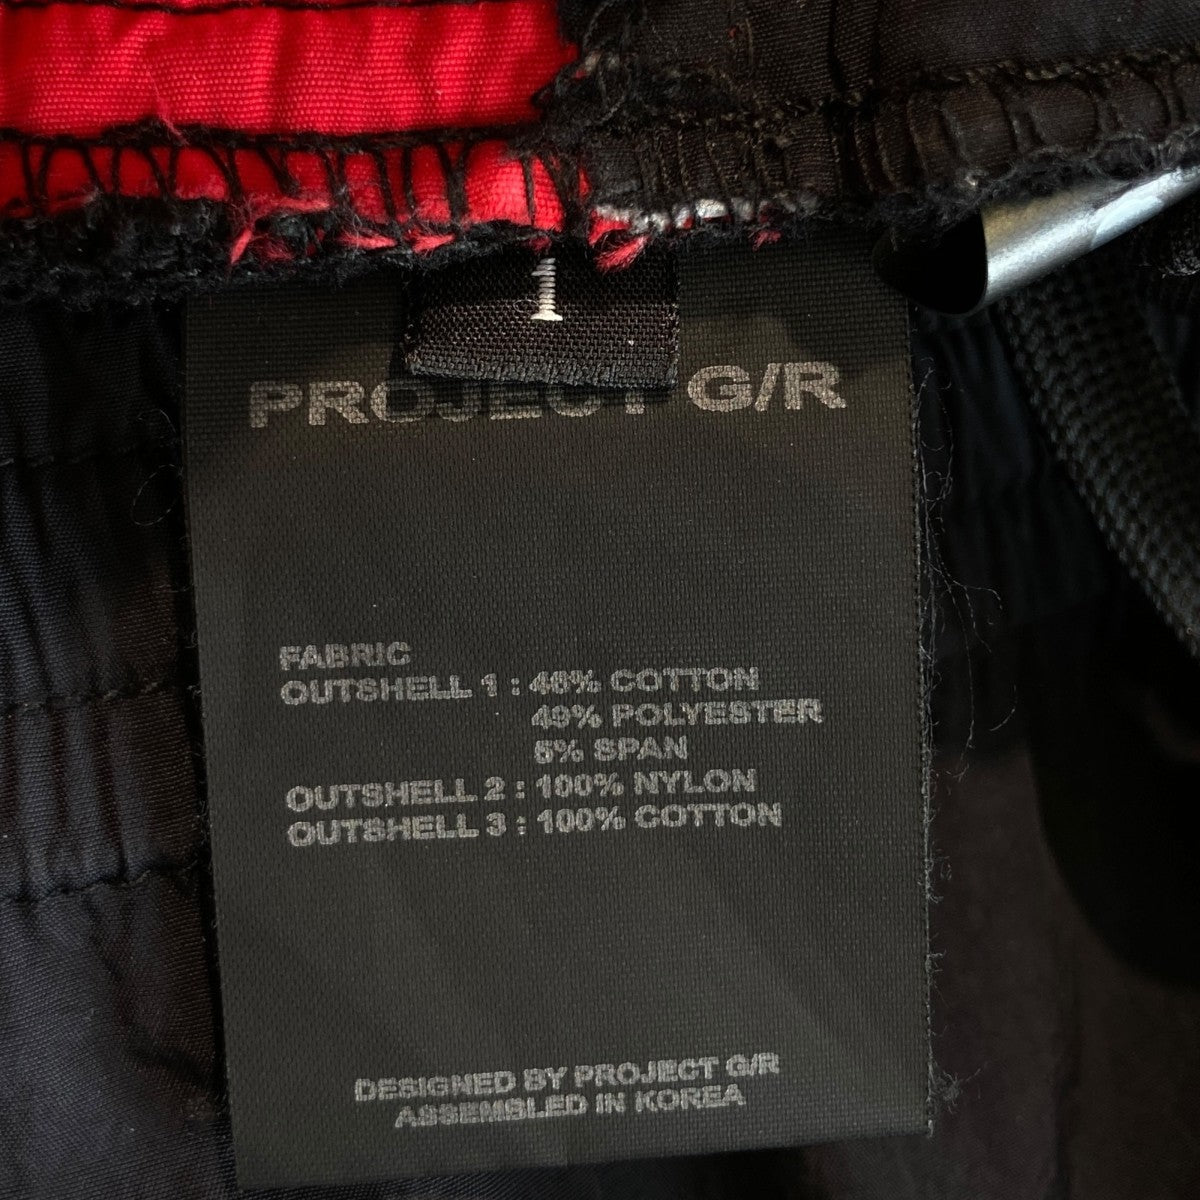 1
PROJECT G/R
FABRIC
OUTSHELL 1 : 46% COTTON
49% POLYESTER
5% SPAN
OUTSHELL 2 : 100% NYLON
OUTSHELL 3 : 100% COTTON
DESIGNED BY PROJECT G/R
ASSEMBLED IN KOREA